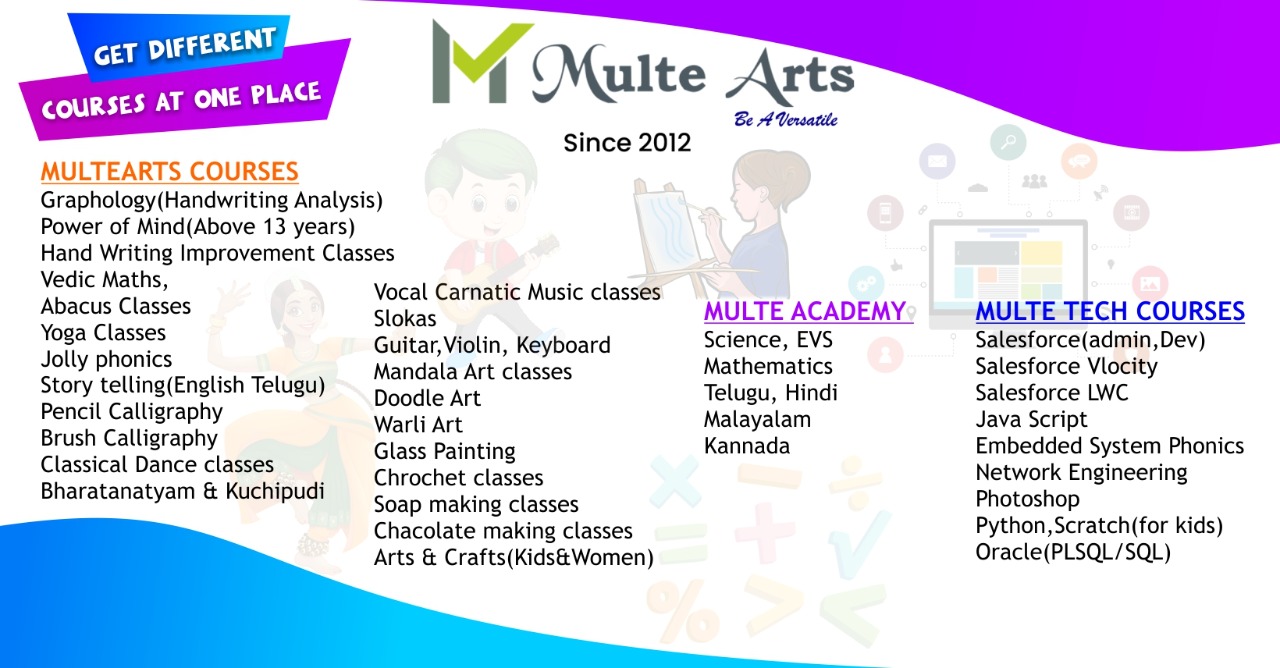 GET DIFFERENT
COURSES AT ONE PLACE
Multe Arts
Be A Versatile
Since 2012
MULTEARTS COURSES
Graphology(Handwriting Analysis)
Power of Mind(Above 13 years)
Hand Writing Improvement Classes
Vedic Maths,
Abacus Classes
Yoga Classes
Jolly phonics
Story telling(English Telugu)
Pencil Calligraphy
Brush Calligraphy
Classical Dance classes
Bharatanatyam & Kuchipudi
Vocal Carnatic Music classes
Slokas
Guitar,Violin, Keyboard
Mandala Art classes
Doodle Art
Warli Art
Glass Painting
Chrochet classes
Soap making classes
Chacolate making classes
Arts & Crafts(Kids&Women)
MULTE ACADEMY
Science, EVS
Mathematics
Telugu, Hindi
Malayalam
Kannada
MULTE TECH COURSES
Salesforce(admin,Dev)
Salesforce Vlocity
Salesforce LWC
Java Script
Embedded System Phonics
Network Engineering
Photoshop
Python,Scratch(for kids)
Oracle(PLSQL/SQL)